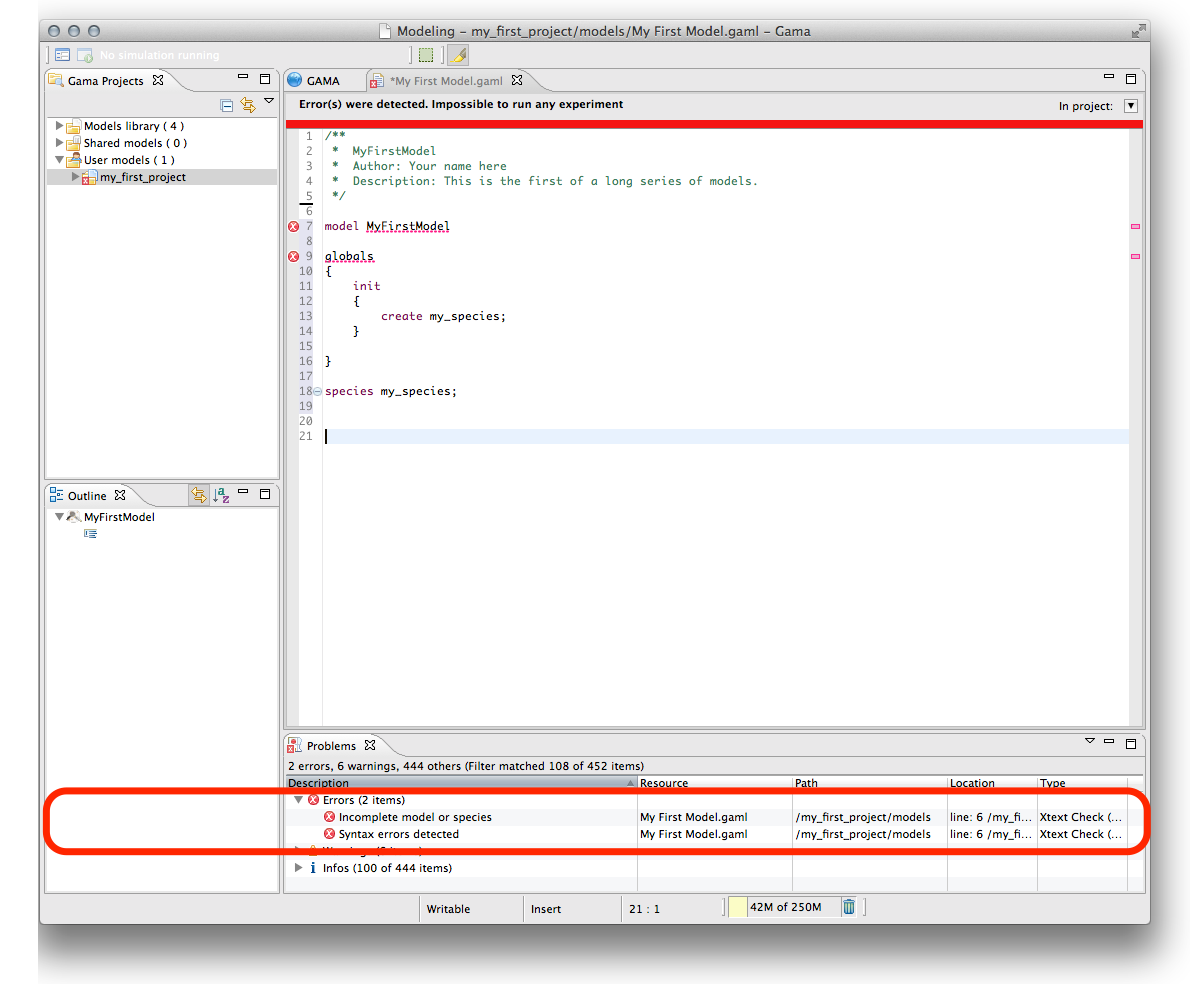 Modeling – my_first_project/models/My First Model.gaml – Gama
No simulation running
Gama Projects
Models library ( 4 )
Shared models ( 0 )
User models ( 1 )
my_first_project
GAMA
*My First Model.gaml
Error(s) were detected. Impossible to run any experiment
In project:
1 /**
2 * MyFirstModel
3 * Author: Your name here
4 * Description: This is the first of a long series of models.
5 */
6
7 model MyFirstModel
8
9 globals
10 {
11 init
12 {
13 create my_species;
14 }
15
16 }
17
18 species my_species;
19
20
21
Outline
MyFirstModel
Problems
2 errors, 6 warnings, 444 others (Filter matched 108 of 452 items)
Description Resource Path Location Type
Errors (2 items)
Incomplete model or species My First Model.gaml /my_first_project/models line: 6 /my_fi... Xtext Check (...
Syntax errors detected My First Model.gaml /my_first_project/models line: 6 /my_fi... Xtext Check (...
Infos (100 of 444 items)
Writable Insert 21 : 1 42M of 250M